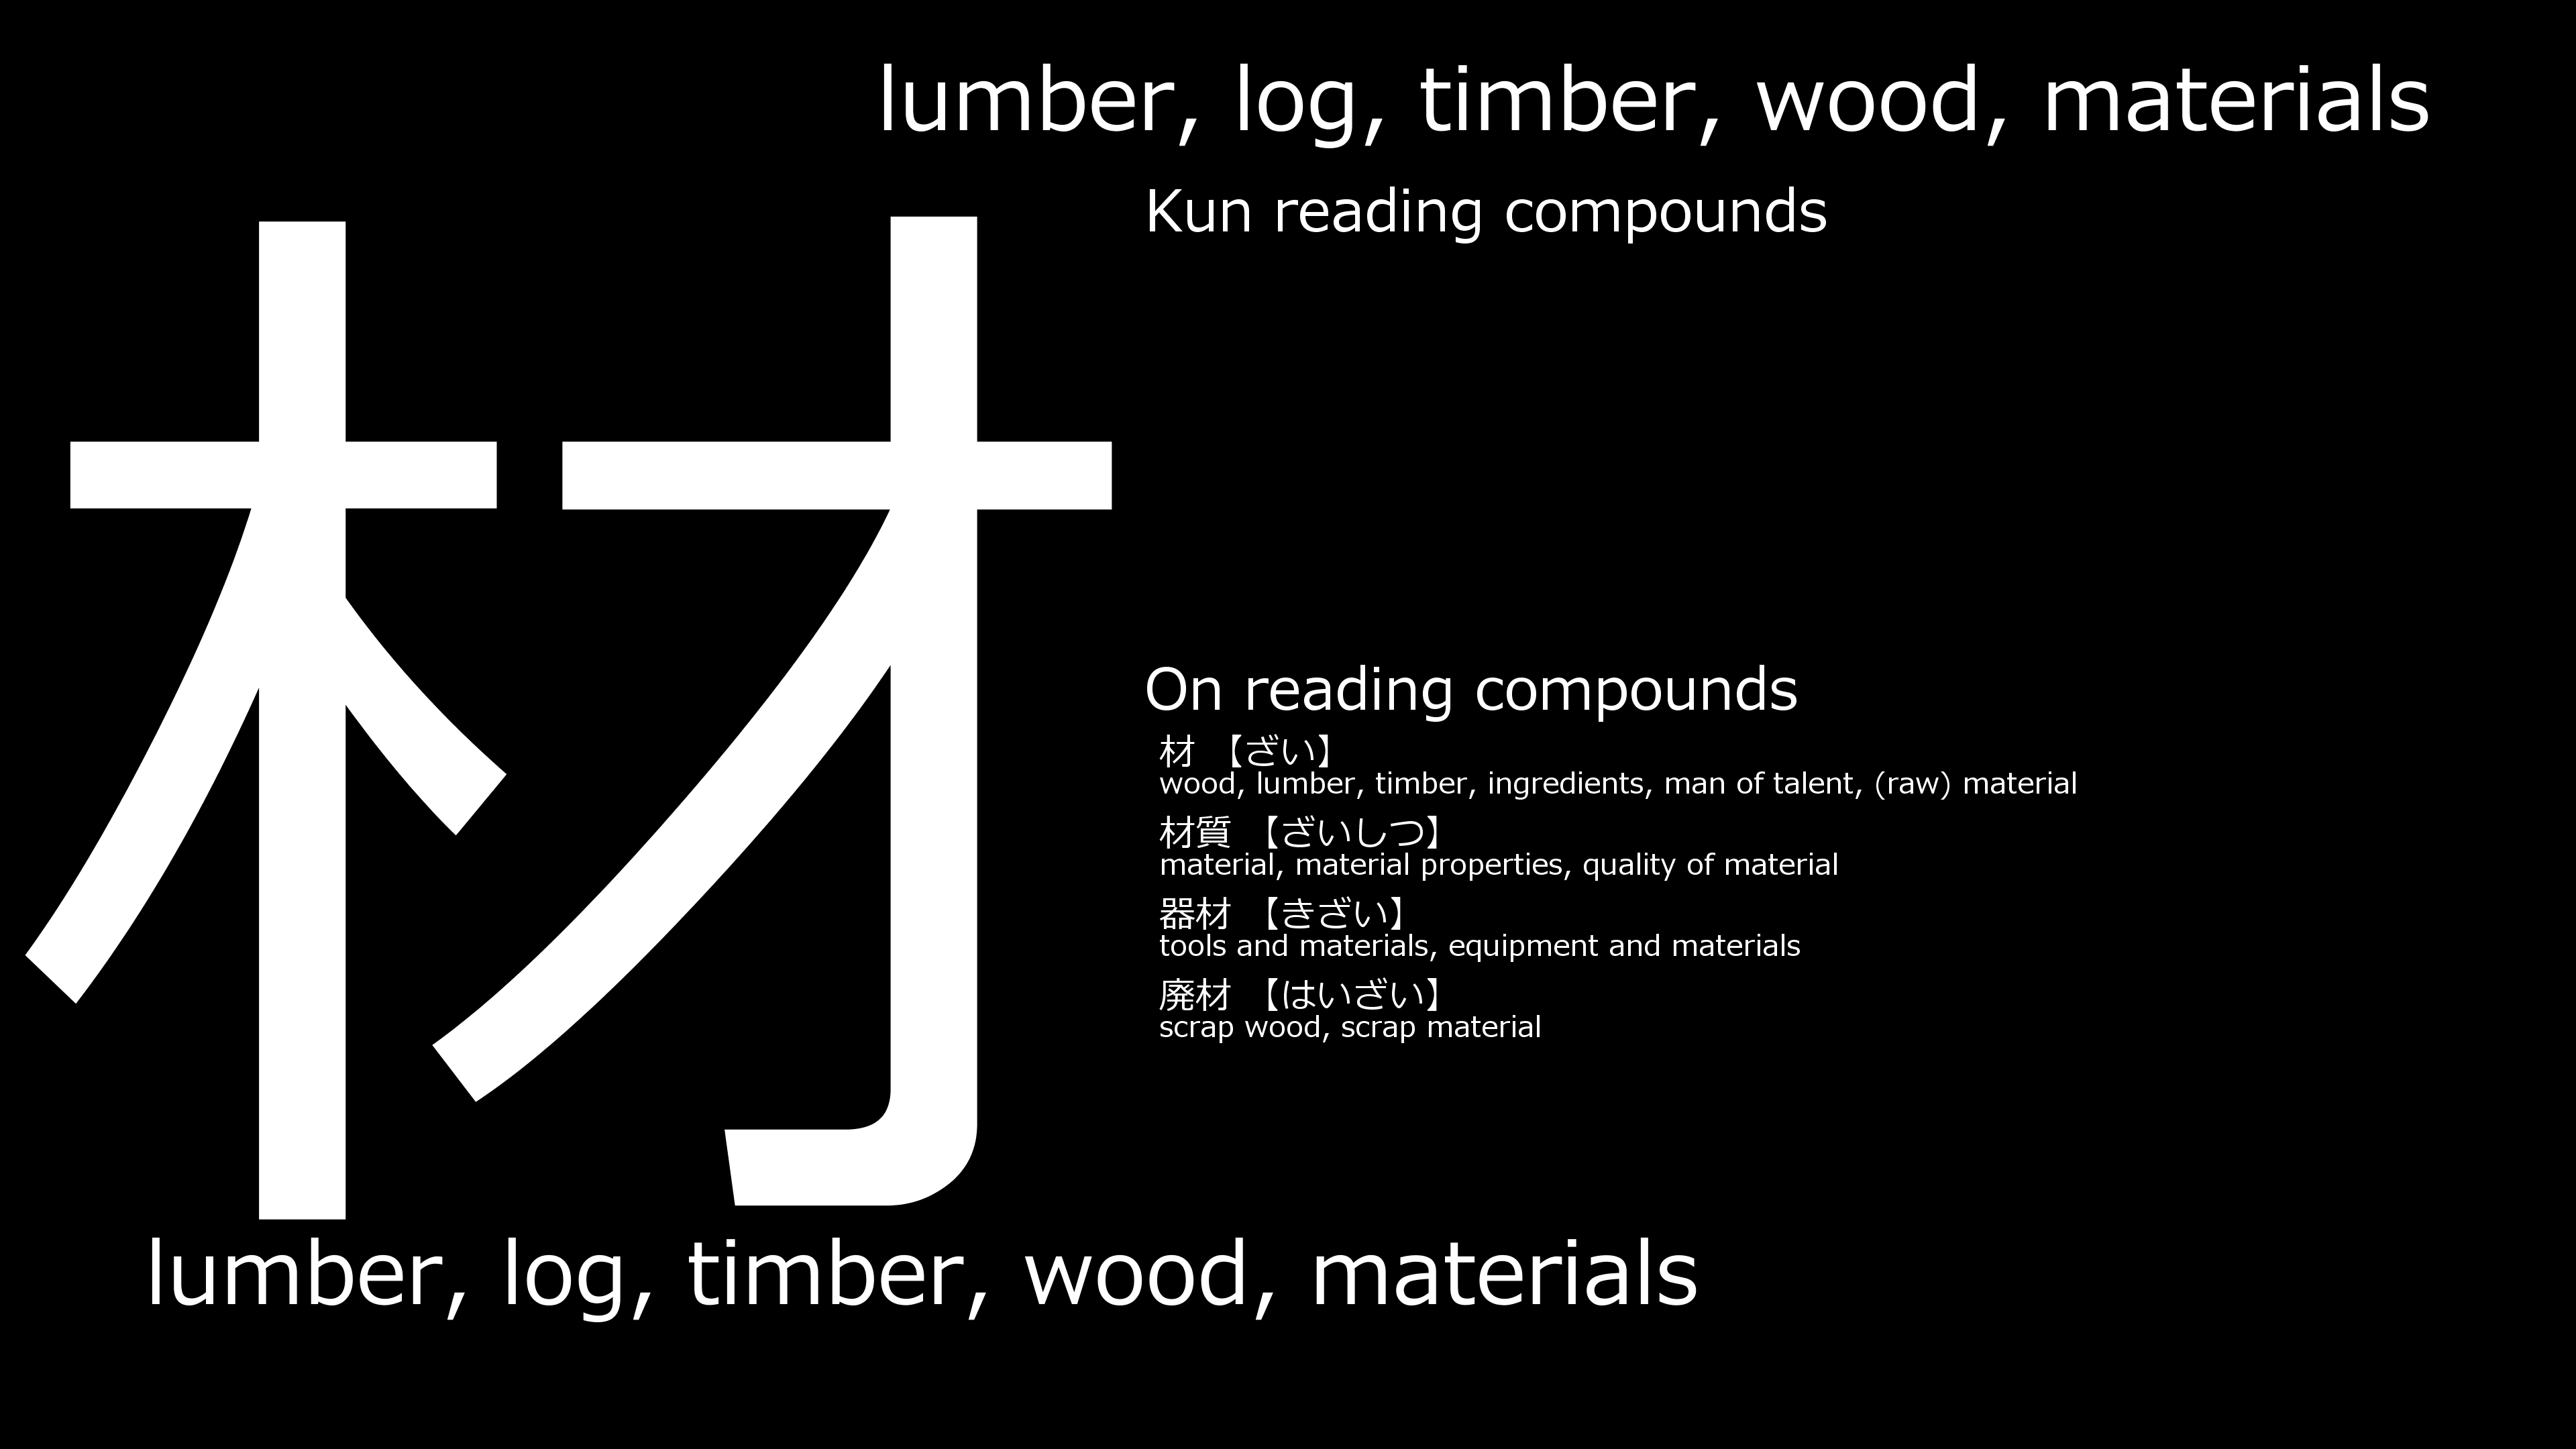 lumber, log, timber, wood, materials
Kun reading compounds
材
On reading compounds
材 【ざい】
wood, lumber, timber, ingredients, man of talent, (raw) material
材質 【ざいしつ】
material, material properties, quality of material
器材 【きざい】
tools and materials, equipment and materials
廃材 【はいざい】
scrap wood, scrap material
lumber, log, timber, wood, materials